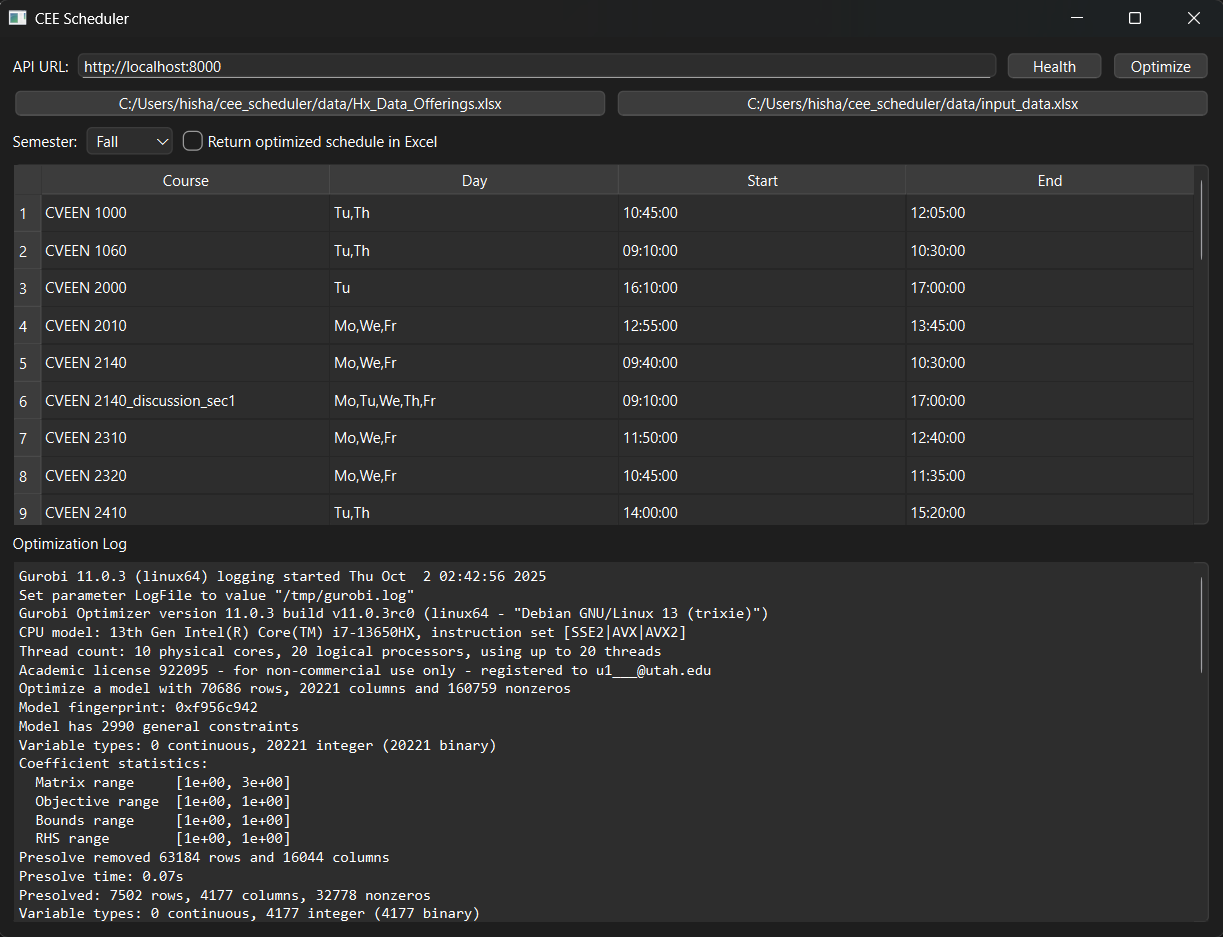 CEE Scheduler
API URL: http://localhost:8000 Health Optimize
C:/Users/hisha/cee_scheduler/data/Hx_Data_Offerings.xlsx C:/Users/hisha/cee_scheduler/data/input_data.xlsx
Semester: Fall Return optimized schedule in Excel
Course Day Start End
1 CVEEN 1000 Tu,Th 10:45:00 12:05:00
2 CVEEN 1060 Tu,Th 09:10:00 10:30:00
3 CVEEN 2000 Tu 16:10:00 17:00:00
4 CVEEN 2010 Mo,We,Fr 12:55:00 13:45:00
5 CVEEN 2140 Mo,We,Fr 09:40:00 10:30:00
6 CVEEN 2140_discussion_sec1 Mo,Tu,We,Th,Fr 09:10:00 17:00:00
7 CVEEN 2310 Mo,We,Fr 11:50:00 12:40:00
8 CVEEN 2320 Mo,We,Fr 10:45:00 11:35:00
9 CVEEN 2410 Tu,Th 14:00:00 15:20:00
Optimization Log
Gurobi 11.0.3 (linux64) logging started Thu Oct  2 02:42:56 2025
Set parameter LogFile to value "/tmp/gurobi.log"
Gurobi Optimizer version 11.0.3 build v11.0.3rc0 (linux64 - "Debian GNU/Linux 13 (trixie)")
CPU model: 13th Gen Intel(R) Core(TM) i7-13650HX, instruction set [SSE2|AVX|AVX2]
Thread count: 10 physical cores, 20 logical processors, using up to 20 threads
Academic license 922095 - for non-commercial use only - registered to u1___@utah.edu
Optimize a model with 70686 rows, 20221 columns and 160759 nonzeros
Model fingerprint: 0xf956c942
Model has 2990 general constraints
Variable types: 0 continuous, 20221 integer (20221 binary)
Coefficient statistics:
  Matrix range     [1e+00, 3e+00]
  Objective range  [1e+00, 1e+00]
  Bounds range     [1e+00, 1e+00]
  RHS range        [1e+00, 1e+00]
Presolve removed 63184 rows and 16044 columns
Presolve time: 0.07s
Presolved: 7502 rows, 4177 columns, 32778 nonzeros
Variable types: 0 continuous, 4177 integer (4177 binary)